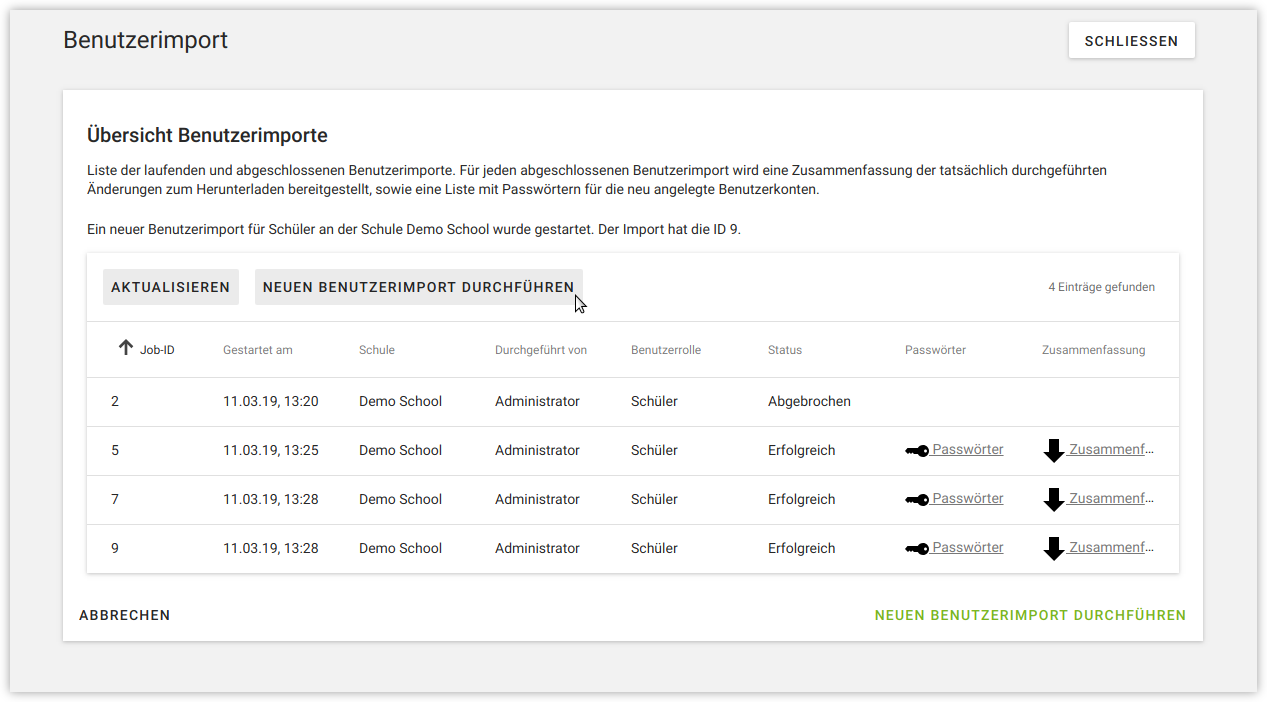 Benutzerimport
SCHLIESSEN
Übersicht Benutzerimporte
Liste der laufenden und abgeschlossenen Benutzerimporte. Für jeden abgeschlossenen Benutzerimport wird eine Zusammenfassung der tatsächlich durchgeführten
Änderungen zum Herunterladen bereitgestellt, sowie eine Liste mit Passwörtern für die neu angelegte Benutzerkonten.
Ein neuer Benutzerimport für Schüler an der Schule Demo School wurde gestartet. Der Import hat die ID 9.
AKTUALISIEREN NEUEN BENUTZERIMPORT DURCHFÜHREN 4 Einträge gefunden
Job-ID Gestartet am Schule Durchgeführt von Benutzerrolle Status Passwörter Zusammenfassung
2 11.03.19, 13:20 Demo School Administrator Schüler Abgebrochen
5 11.03.19, 13:25 Demo School Administrator Schüler Erfolgreich Passwörter Zusammenf...
7 11.03.19, 13:28 Demo School Administrator Schüler Erfolgreich Passwörter Zusammenf...
9 11.03.19, 13:28 Demo School Administrator Schüler Erfolgreich Passwörter Zusammenf...
ABBRECHEN NEUEN BENUTZERIMPORT DURCHFÜHREN